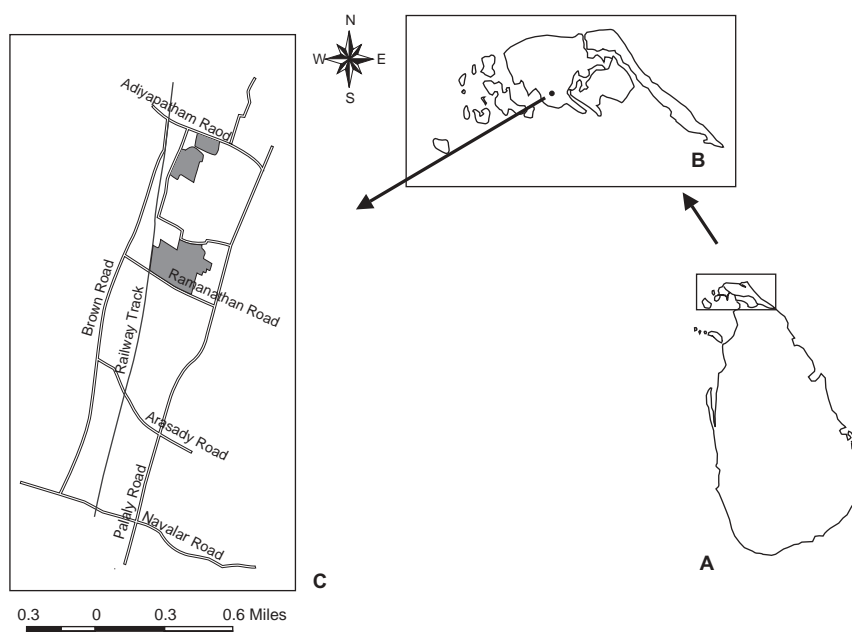 N
W E
S
B
Adiyapatham Raod
Ramanathan Road
Brown Road
Railway Track
Arasady Road
Palaly Road
Navalar Road
C
A
0.3 0 0.3 0.6 Miles